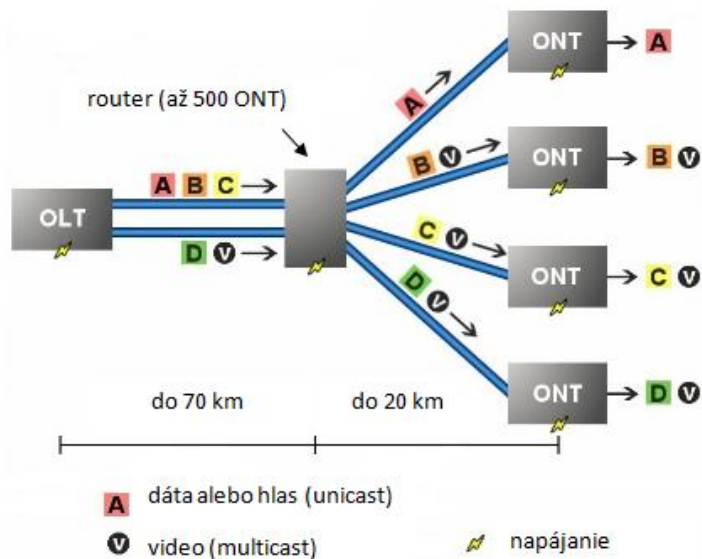 ONT
A
router (až 500 ONT)
A
B V
ONT
B V
A B C
OLT
C V
ONT
C V
D V
D V
ONT
D V
do 70 km
do 20 km
A dáta alebo hlas (unicast)
V video (multicast)
napájanie